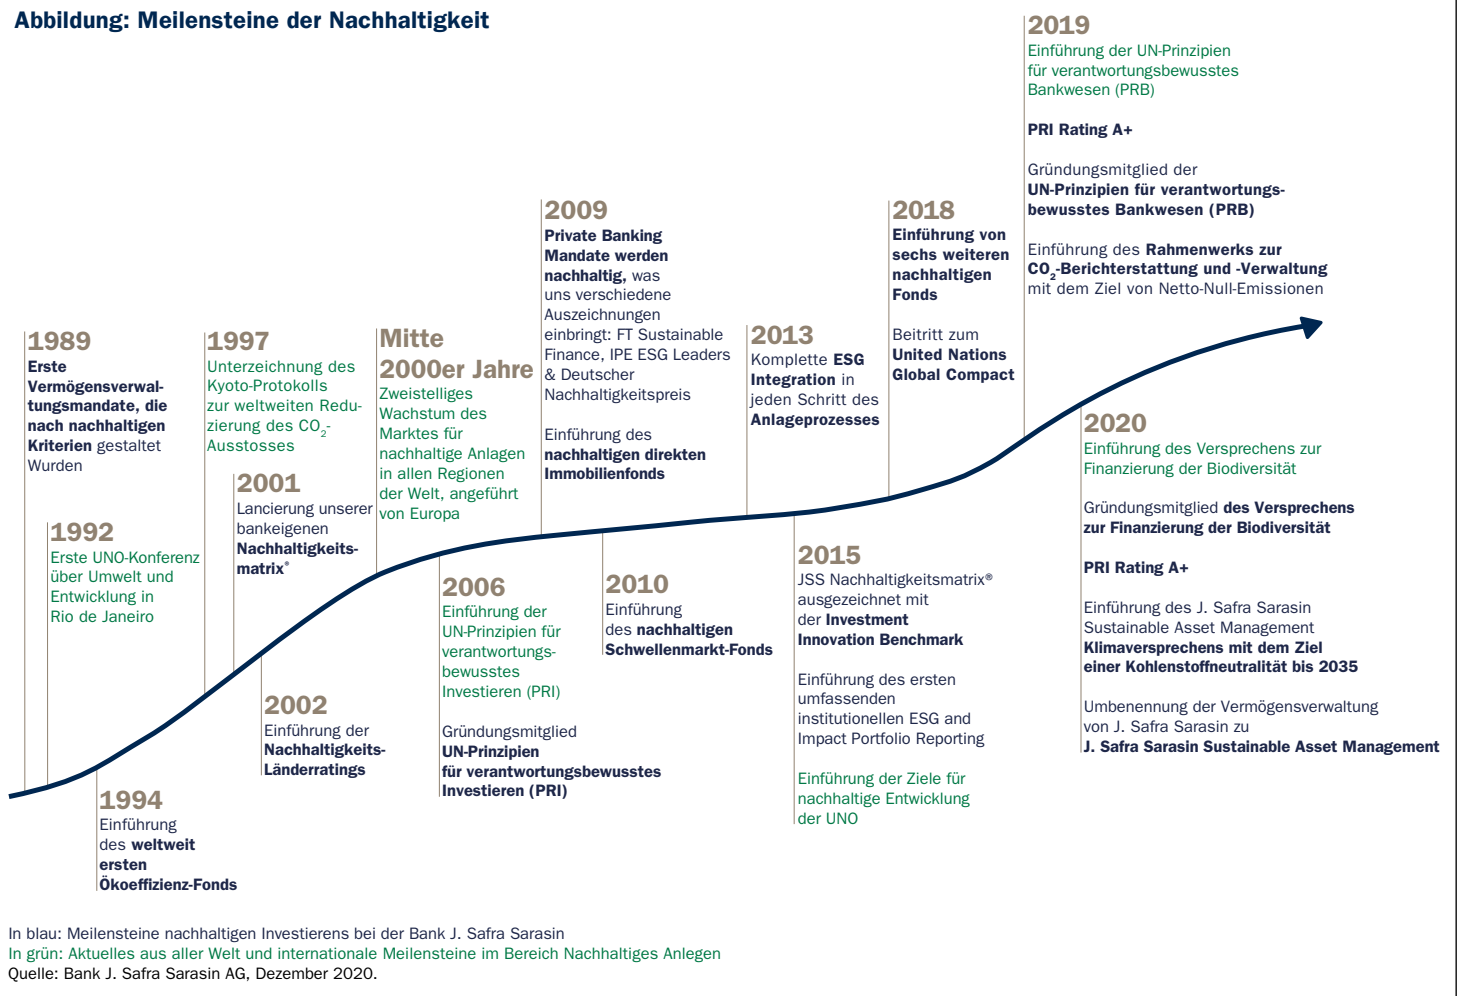 Abbildung: Meilensteine der Nachhaltigkeit
1989
Erste
Vermögensverwal-
tungsmandate, die
nach nachhaltigen
Kriterien gestaltet
Wurden
1992
Erste UNO-Konferenz
über Umwelt und
Entwicklung in
Rio de Janeiro
1994
Einführung
des weltweit
ersten
Ökoeffizienz-Fonds
1997
Unterzeichnung des
Kyoto-Protokolls
zur weltweiten Redu-
zierung des CO₂-
Ausstosses
2001
Lancierung unserer
bankeigenen
Nachhaltigkeits-
matrix®
2002
Einführung der
Nachhaltigkeits-
Länderratings
Mitte
2000er Jahre
Zweistelliges
Wachstum des
Marktes für
nachhaltige Anlagen
in allen Regionen
der Welt, angeführt
von Europa
2006
Einführung der
UN-Prinzipien für
verantwortungs-
bewusstes
Investieren (PRI)
Gründungsmitglied
UN-Prinzipien
für verantwortungsbewusstes
Investieren (PRI)
2009
Private Banking
Mandate werden
nachhaltig, was
uns verschiedene
Auszeichnungen
einbringt: FT Sustainable
Finance, IPE ESG Leaders
& Deutscher
Nachhaltigkeitspreis
Einführung des
nachhaltigen direkten
Immobilienfonds
2010
Einführung
des nachhaltigen
Schwellenmarkt-Fonds
2013
Komplette ESG
Integration in
jeden Schritt des
Anlageprozesses
2015
JSS Nachhaltigkeitsmatrix®
ausgezeichnet mit
der Investment
Innovation Benchmark
Einführung des ersten
umfassenden
institutionellen ESG and
Impact Portfolio Reporting
Einführung der Ziele für
nachhaltige Entwicklung
der UNO
2018
Einführung von
sechs weiteren
nachhaltigen
Fonds
Beitritt zum
United Nations
Global Compact
2019
Einführung der UN-Prinzipien
für verantwortungsbewusstes
Bankwesen (PRB)
PRI Rating A+
Gründungsmitglied der
UN-Prinzipien für verantwortungs-
bewusstes Bankwesen (PRB)
Einführung des Rahmenwerks zur
CO₂-Berichterstattung und -Verwaltung
mit dem Ziel von Netto-Null-Emissionen
2020
Einführung des Versprechens zur
Finanzierung der Biodiversität
Gründungsmitglied des Versprechens
zur Finanzierung der Biodiversität
PRI Rating A+
Einführung des J. Safra Sarasin
Sustainable Asset Management
Klimaversprechens mit dem Ziel
einer Kohlenstoffneutralität bis 2035
Umbenennung der Vermögensverwaltung
von J. Safra Sarasin zu
J. Safra Sarasin Sustainable Asset Management
In blau: Meilensteine nachhaltigen Investierens bei der Bank J. Safra Sarasin
In grün: Aktuelles aus aller Welt und internationale Meilensteine im Bereich Nachhaltiges Anlegen
Quelle: Bank J. Safra Sarasin AG, Dezember 2020.